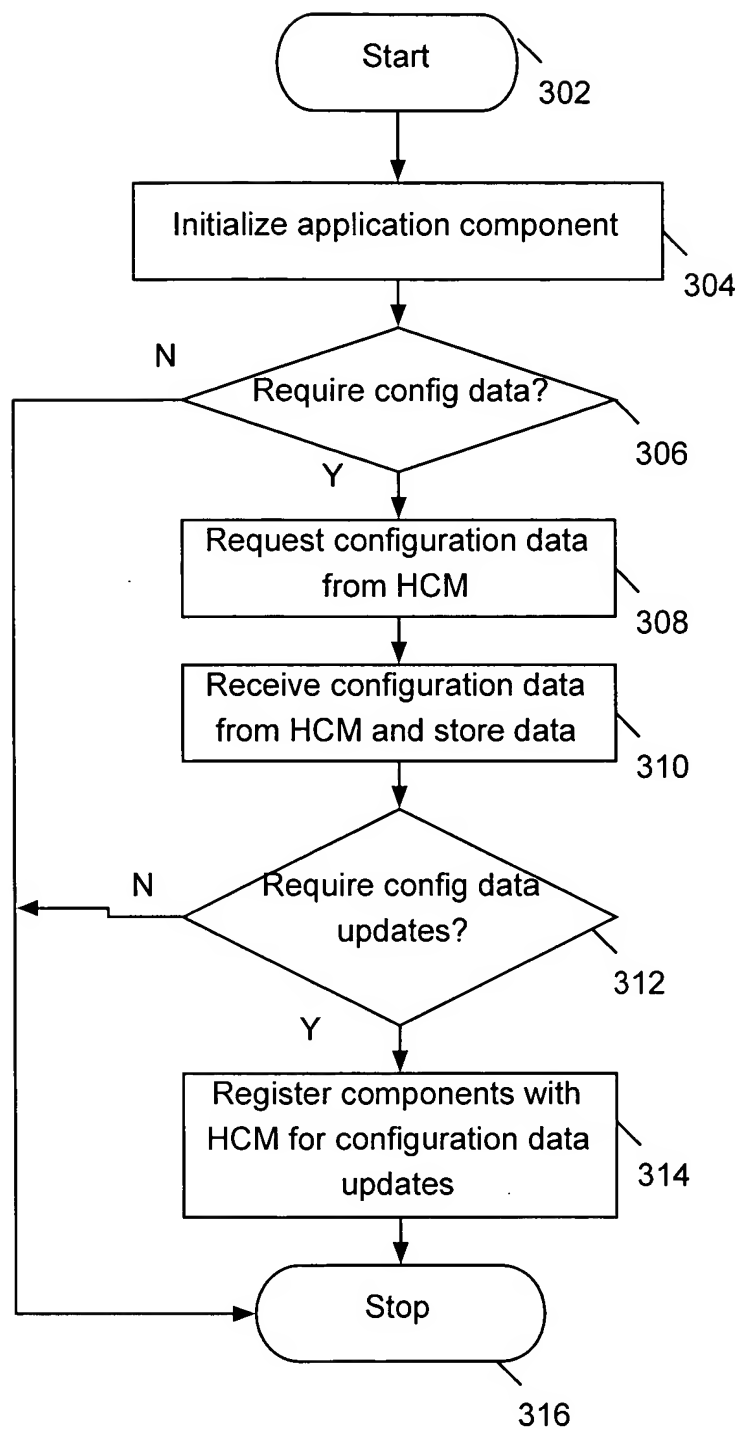 Start
302
Initialize application component
304
N
Require config data?
306
Y
Request configuration data
from HCM
308
Receive configuration data
from HCM and store data
310
N
Require config data
updates?
312
Y
Register components with
HCM for configuration data
updates
314
Stop
316